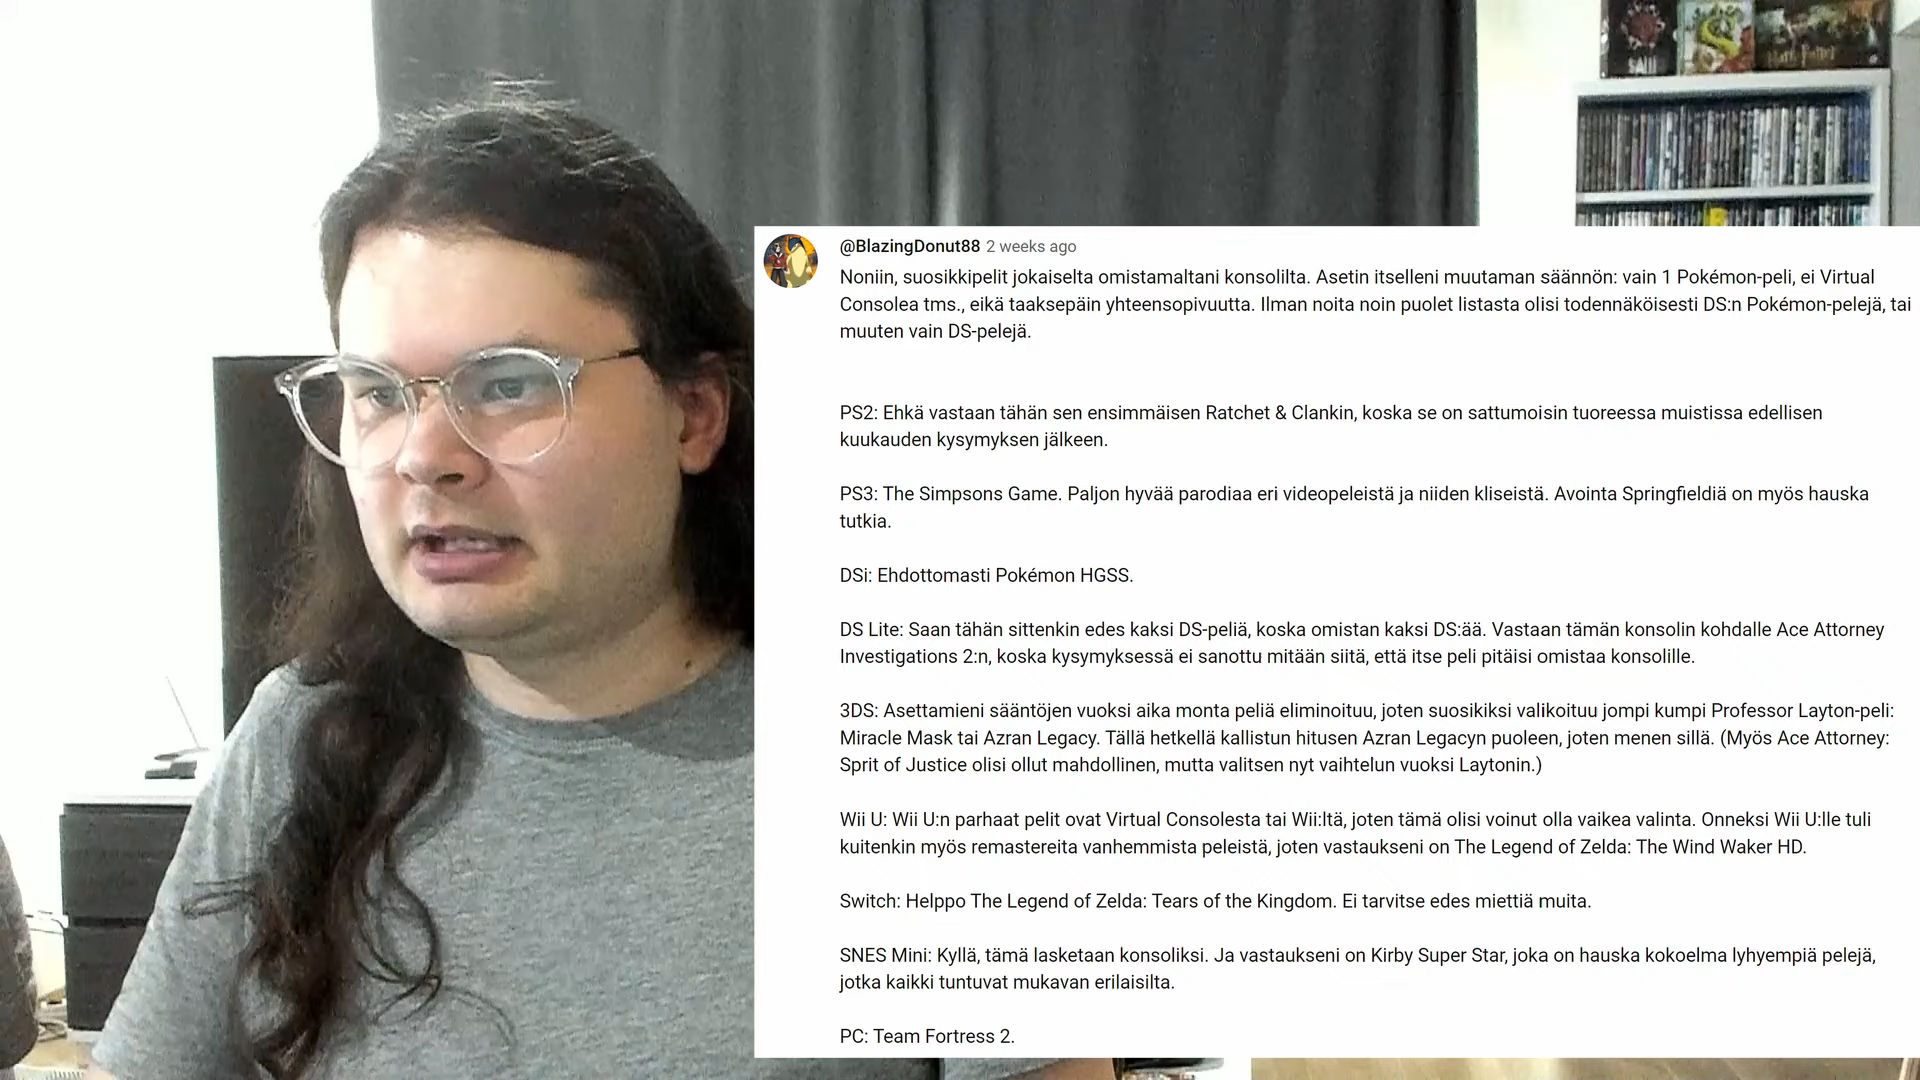 SAW
Harry Potter
@BlazingDonut88 2 weeks ago
Noniin, suosikkipelit jokaiselta omistamaltani konsolilta. Asetin itselleni muutaman säännön: vain 1 Pokémon-peli, ei Virtual
Consolea tms., eikä taaksepäin yhteensopivuutta. Ilman noita noin puolet listasta olisi todennäköisesti DS:n Pokémon-pelejä, tai
muuten vain DS-pelejä.
PS2: Ehkä vastaan tähän sen ensimmäisen Ratchet & Clankin, koska se on sattumoisin tuoreessa muistissa edellisen
kuukauden kysymyksen jälkeen.
PS3: The Simpsons Game. Paljon hyvää parodiaa eri videopeleistä ja niiden kliseistä. Avointa Springfieldiä on myös hauska
tutkia.
DSi: Ehdottomasti Pokémon HGSS.
DS Lite: Saan tähän sittenkin edes kaksi DS-peliä, koska omistan kaksi DS:ää. Vastaan tämän konsolin kohdalle Ace Attorney
Investigations 2:n, koska kysymyksessä ei sanottu mitään siitä, että itse peli pitäisi omistaa konsolille.
3DS: Asettamieni sääntöjen vuoksi aika monta peliä eliminoituu, joten suosikiksi valikoituu jompi kumpi Professor Layton-peli:
Miracle Mask tai Azran Legacy. Tällä hetkellä kallistun hitusen Azran Legacyn puoleen, joten menen sillä. (Myös Ace Attorney:
Sprit of Justice olisi ollut mahdollinen, mutta valitsen nyt vaihtelun vuoksi Laytonin.)
Wii U: Wii U:n parhaat pelit ovat Virtual Consolesta tai Wii:ltä, joten tämä olisi voinut olla vaikea valinta. Onneksi Wii U:lle tuli
kuitenkin myös remastereita vanhemmista peleistä, joten vastaukseni on The Legend of Zelda: The Wind Waker HD.
Switch: Helppo The Legend of Zelda: Tears of the Kingdom. Ei tarvitse edes miettiä muita.
SNES Mini: Kyllä, tämä lasketaan konsoliksi. Ja vastaukseni on Kirby Super Star, joka on hauska kokoelma lyhyempiä pelejä,
jotka kaikki tuntuvat mukavan erilaisilta.
PC: Team Fortress 2.